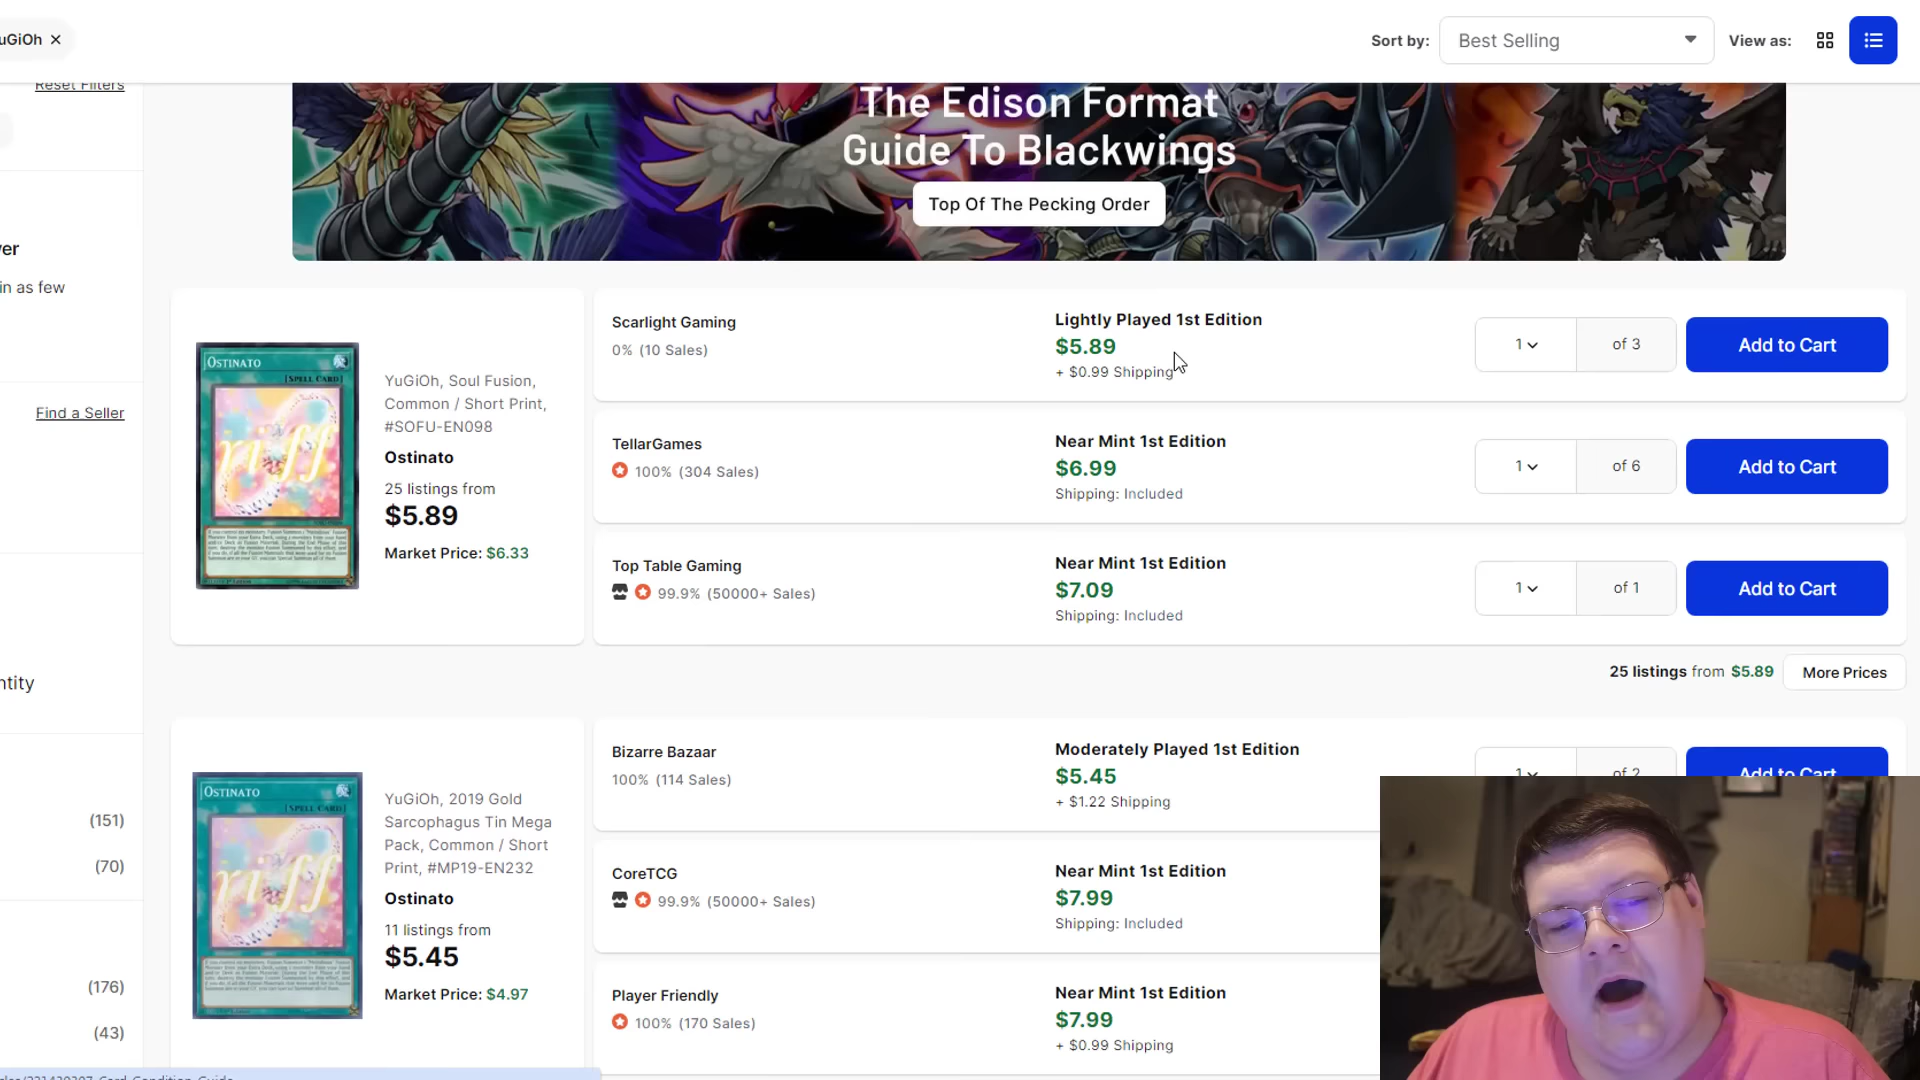 uGiOh ×
Sort by:
Best Selling
View as:
Reset Filters
The Edison Format
Guide To Blackwings
Top Of The Pecking Order
ver
in as few
Find a Seller
ntity
(151)
(70)
(176)
(43)
OSTINATO
[SPELL CARD]
riff
YuGiOh, Soul Fusion,
Common / Short Print,
#SOFU-EN098
Ostinato
25 listings from
$5.89
Market Price: $6.33
Scarlight Gaming
0% (10 Sales)
Lightly Played 1st Edition
$5.89
+ $0.99 Shipping
1
of 3
Add to Cart
TellarGames
100% (304 Sales)
Near Mint 1st Edition
$6.99
Shipping: Included
1
of 6
Add to Cart
Top Table Gaming
99.9% (50000+ Sales)
Near Mint 1st Edition
$7.09
Shipping: Included
1
of 1
Add to Cart
25 listings from $5.89
More Prices
OSTINATO
[SPELL CARD]
riff
YuGiOh, 2019 Gold
Sarcophagus Tin Mega
Pack, Common / Short
Print, #MP19-EN232
Ostinato
11 listings from
$5.45
Market Price: $4.97
Bizarre Bazaar
100% (114 Sales)
Moderately Played 1st Edition
$5.45
+ $1.22 Shipping
1
of 2
Add to Cart
CoreTCG
99.9% (50000+ Sales)
Near Mint 1st Edition
$7.99
Shipping: Included
Player Friendly
100% (170 Sales)
Near Mint 1st Edition
$7.99
+ $0.99 Shipping